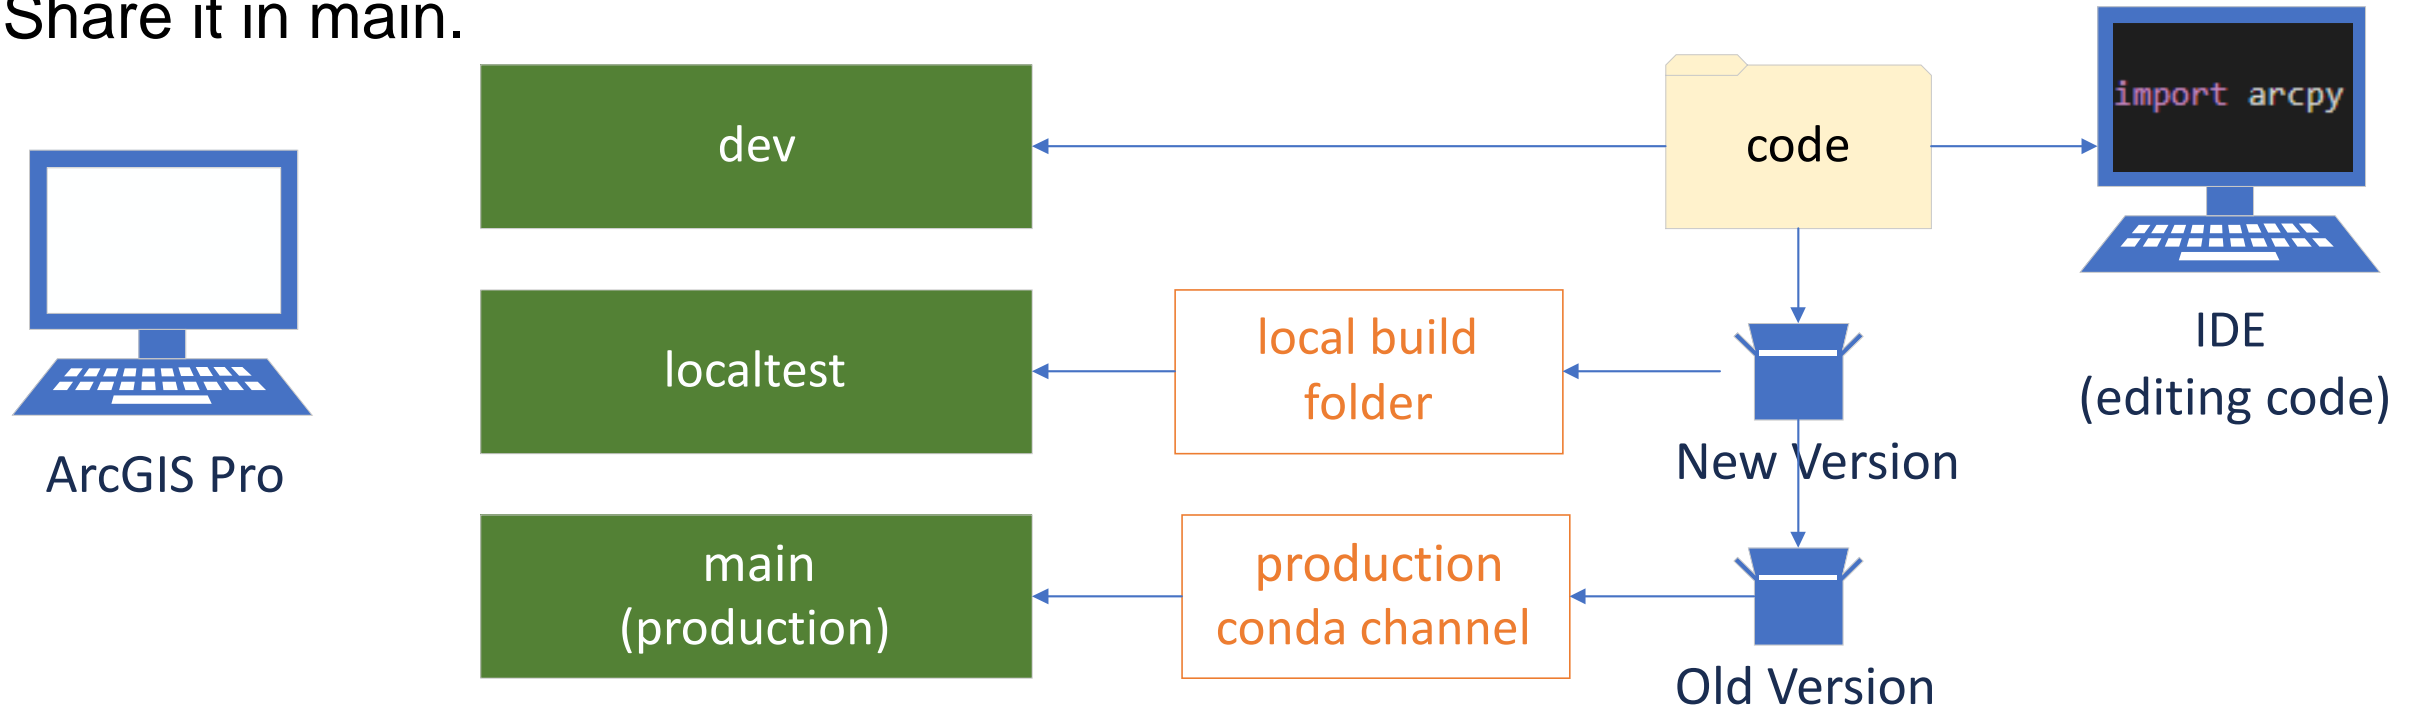 Share it in main.
import arcpy
dev
code
IDE
(editing code)
localtest
local build
folder
ArcGIS Pro
New Version
main
(production)
production
conda channel
Old Version